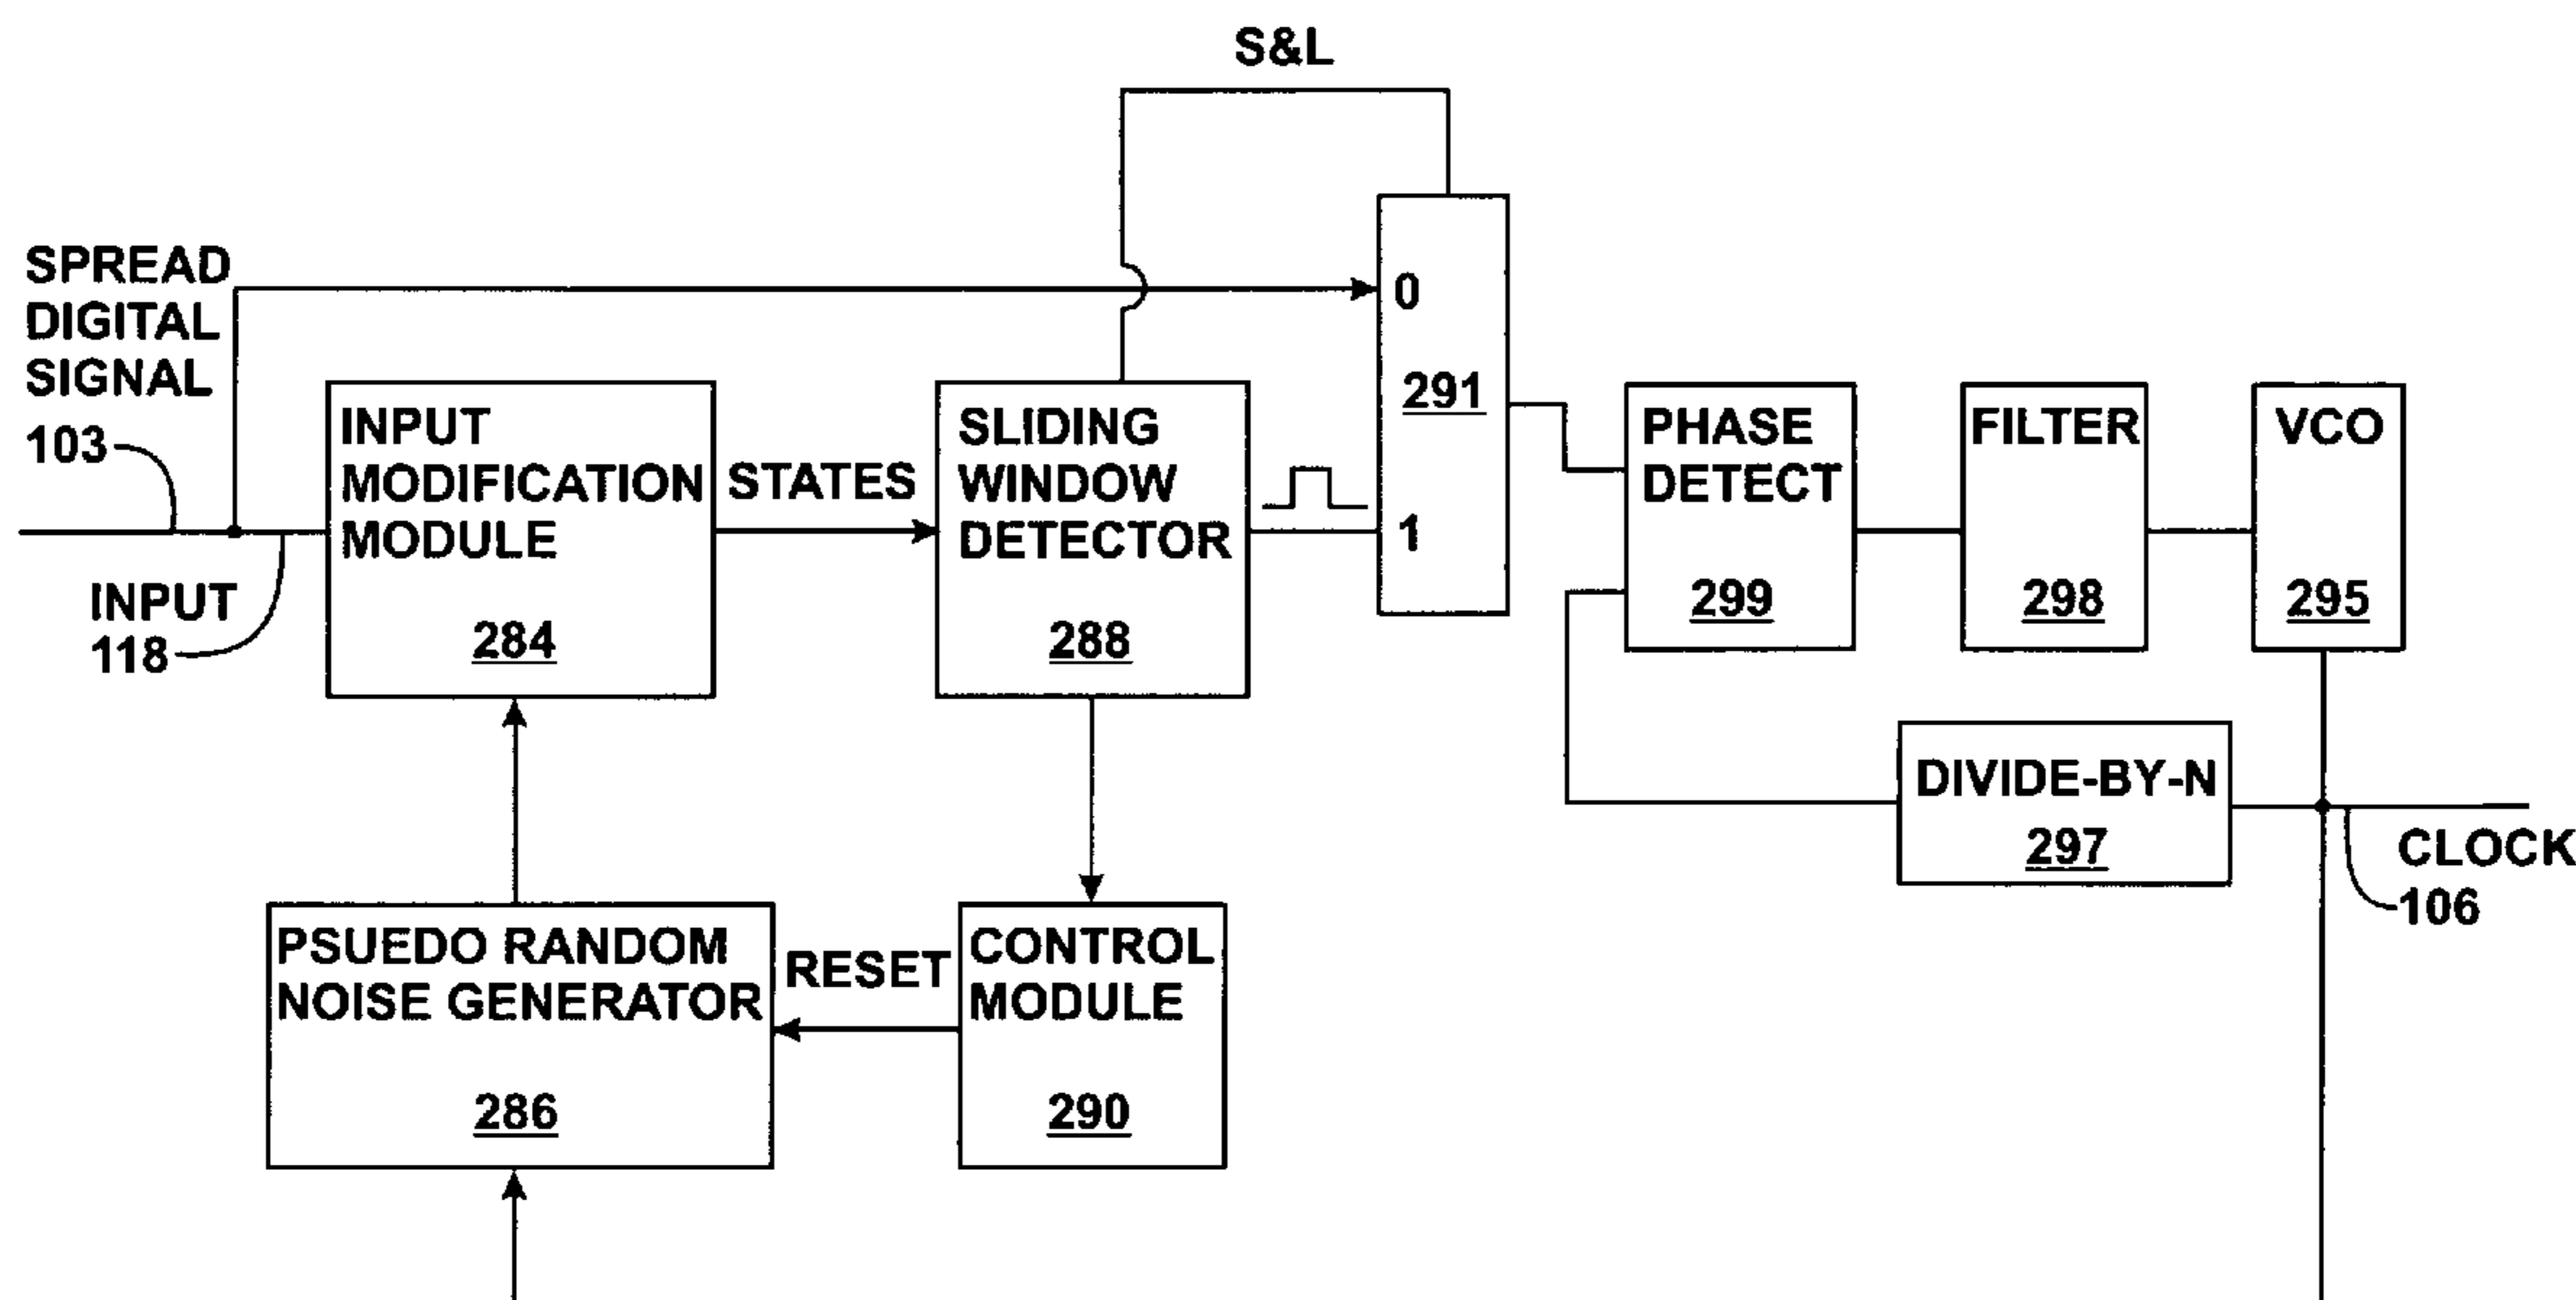 S&L
SPREAD
DIGITAL
SIGNAL
103
INPUT
118
INPUT
MODIFICATION
MODULE
284
STATES
SLIDING
WINDOW
DETECTOR
288
0
291
1
PHASE
DETECT
299
FILTER
298
VCO
295
DIVIDE-BY-N
297
CLOCK
106
PSUEDO RANDOM
NOISE GENERATOR
286
RESET
CONTROL
MODULE
290